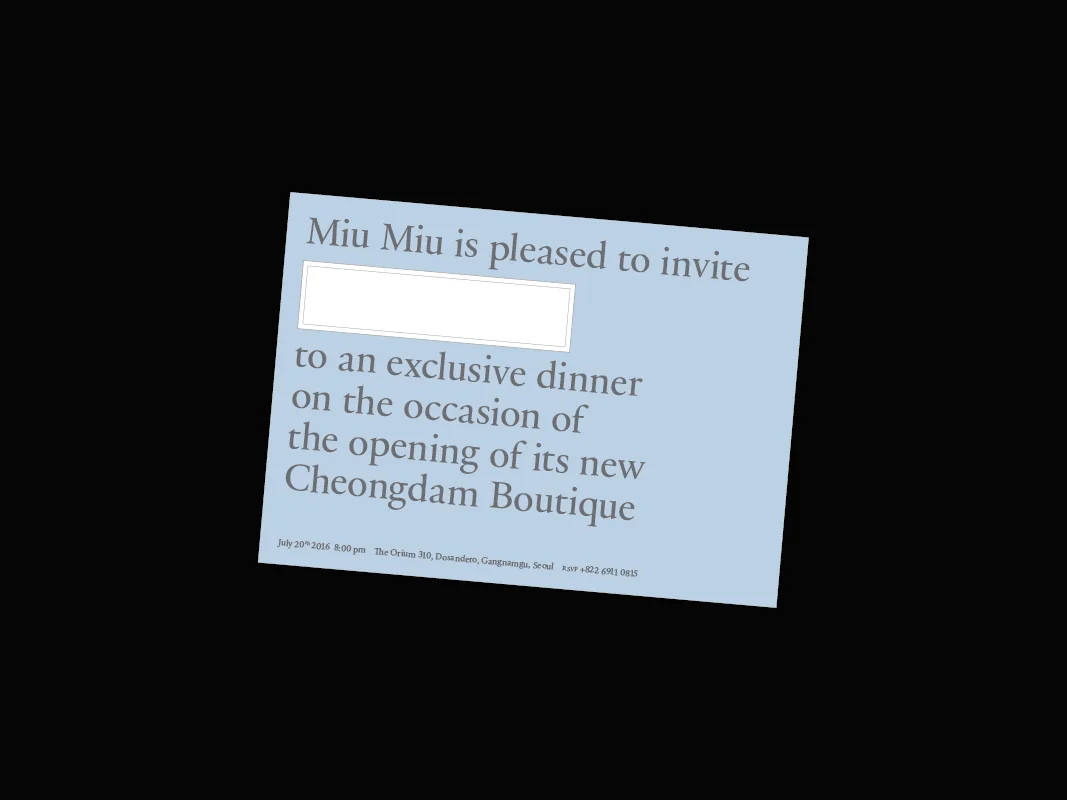 Miu Miu is pleased to invite
to an exclusive dinner
on the occasion of
the opening of its new
Cheongdam Boutique
July 20th 2016 8:00 pm The Orium 310, Dosandero, Gangnamgu, Seoul RSVP +822 6911 0815